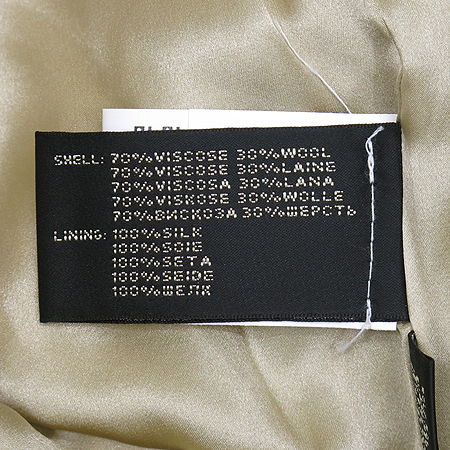 SHELL: 70%VISCOSE 30%WOOL
70%VISCOSE 30%LAINE
70%VISCOSA 30%LANA
70%VISKOSE 30%WOLLE
70%ВИСКОЗА 30%ШЕРСТЬ
LINING: 100%SILK
100%SOIE
100%SETA
100%SEIDE
100%ШЕЛК